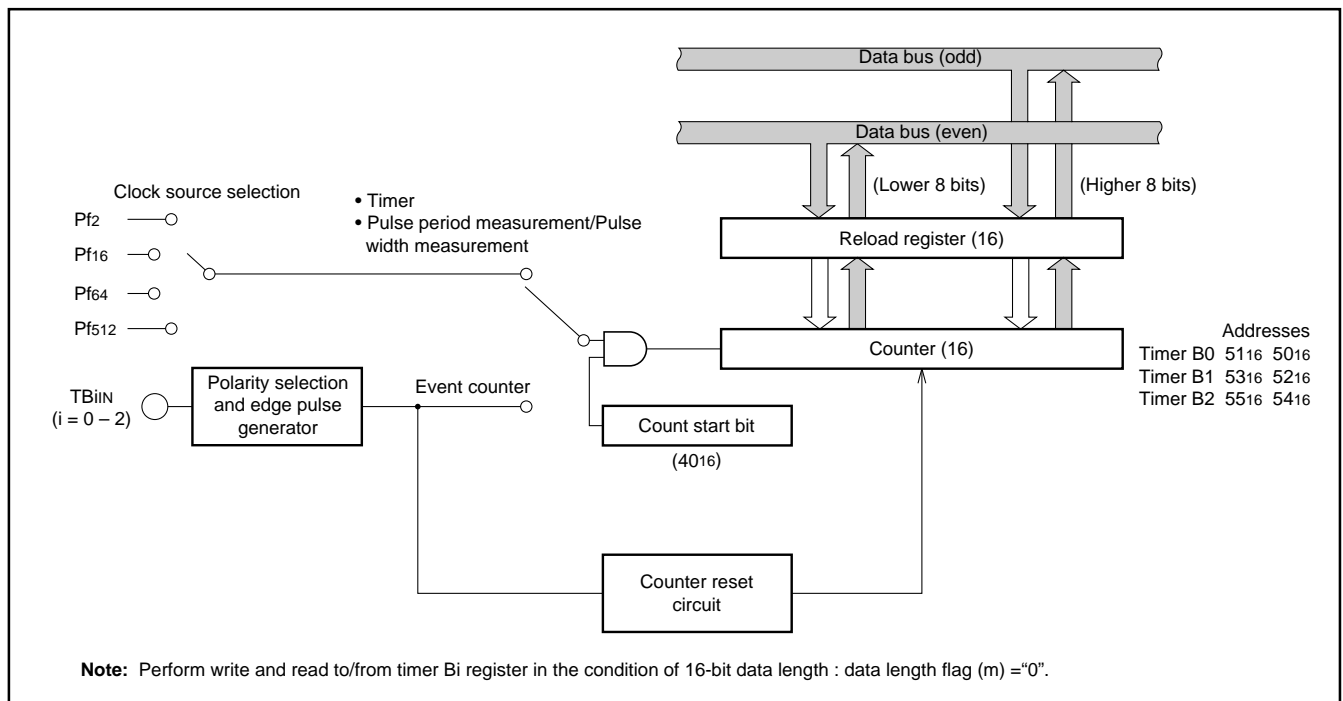 Data bus (odd)
Data bus (even)
(Lower 8 bits)
(Higher 8 bits)
Clock source selection
Pf2
Pf16
Pf64
Pf512
• Timer
• Pulse period measurement/Pulse
width measurement
Reload register (16)
Counter (16)
Addresses
Timer B0 5116 5016
Timer B1 5316 5216
Timer B2 5516 5416
TBiIN
(i = 0 – 2)
Polarity selection
and edge pulse
generator
Event counter
Count start bit
(4016)
Counter reset
circuit
Note: Perform write and read to/from timer Bi register in the condition of 16-bit data length : data length flag (m) =“0”.